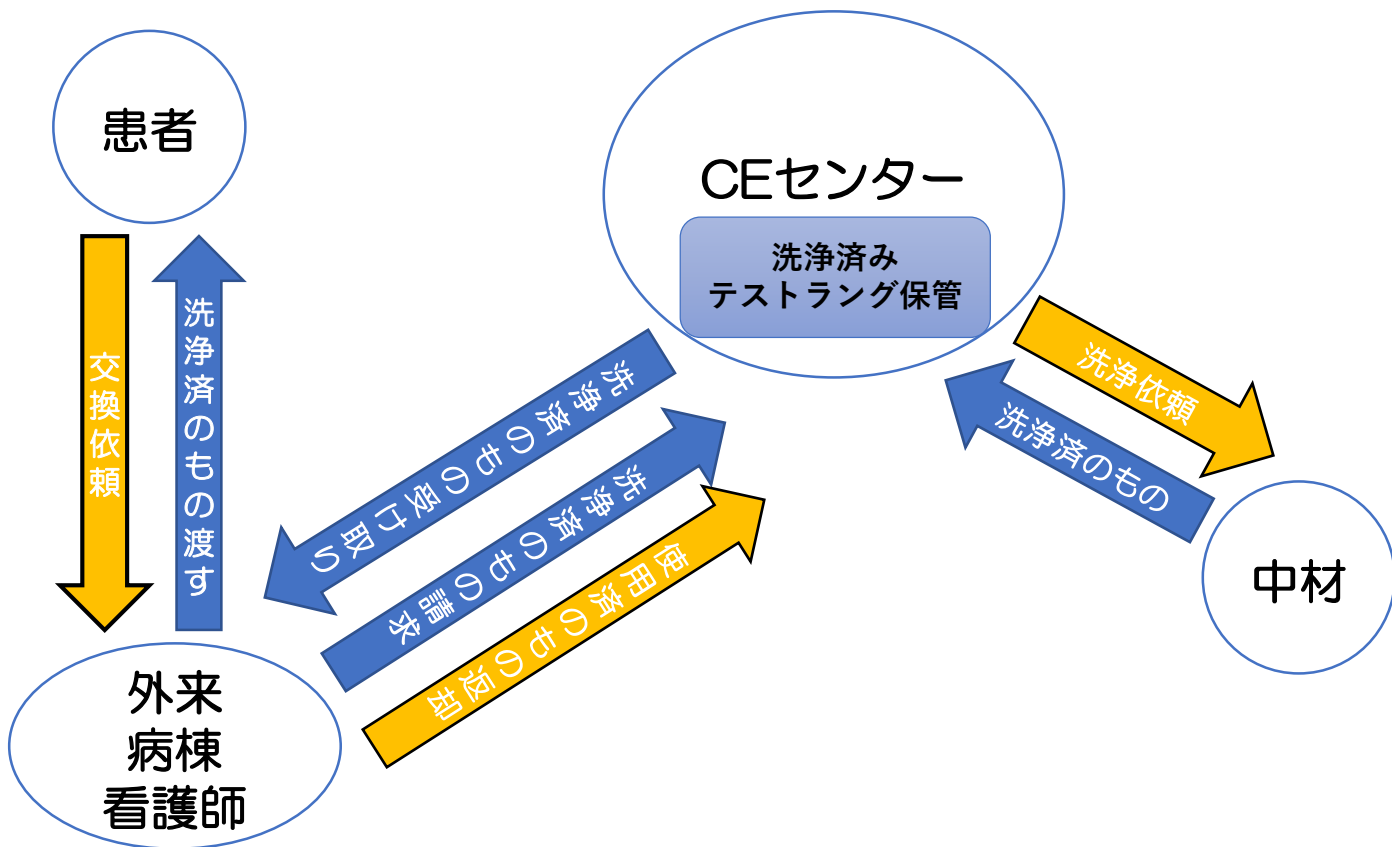 患者
CEセンター
洗浄済み
テストラング保管
交換依頼
洗浄済のもの渡す
洗浄済のもの受け取り
洗浄済のもの請求
使用済のもの返却
洗浄依頼
洗浄済のもの
中材
外来
病棟
看護師